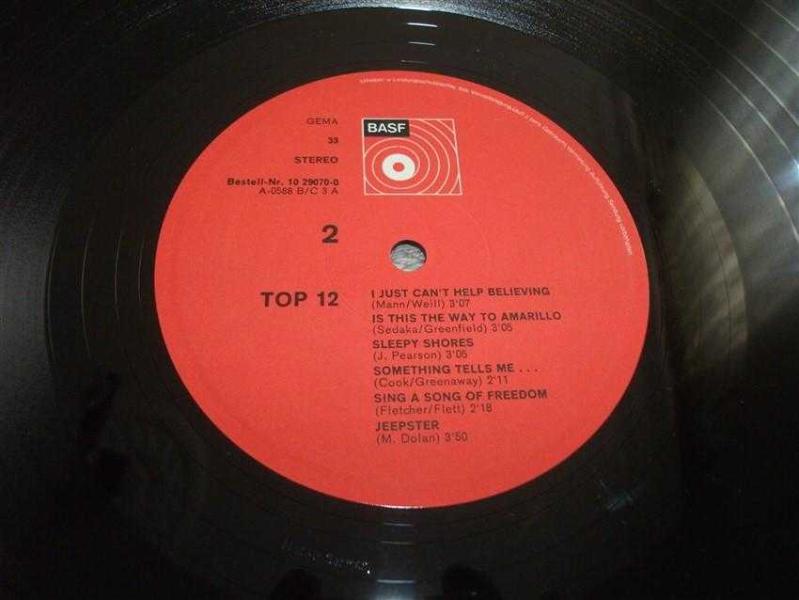 GEMA
33
STEREO
Bestell-Nr. 10 29070-0
A-0588 B/C 3 A
BASF
2
TOP 12
I JUST CAN'T HELP BELIEVING
(Mann/Weill) 3'07
IS THIS THE WAY TO AMARILLO
(Sedaka/Greenfield) 3'05
SLEEPY SHORES
(J. Pearson) 3'05
SOMETHING TELLS ME . . .
(Cook/Greenaway) 2'11
SING A SONG OF FREEDOM
(Fletcher/Flett) 2'18
JEEPSTER
(M. Dolan) 3'50